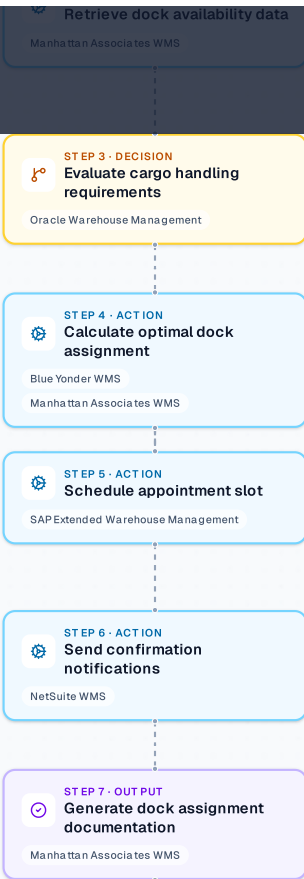 Retrieve dock availability data
Manhattan Associates WMS
STEP 3 · DECISION
Evaluate cargo handling
requirements
Oracle Warehouse Management
STEP 4 · ACTION
Calculate optimal dock
assignment
Blue Yonder WMS
Manhattan Associates WMS
STEP 5 · ACTION
Schedule appointment slot
SAP Extended Warehouse Management
STEP 6 · ACTION
Send confirmation
notifications
NetSuite WMS
STEP 7 · OUTPUT
Generate dock assignment
documentation
Manhattan Associates WMS